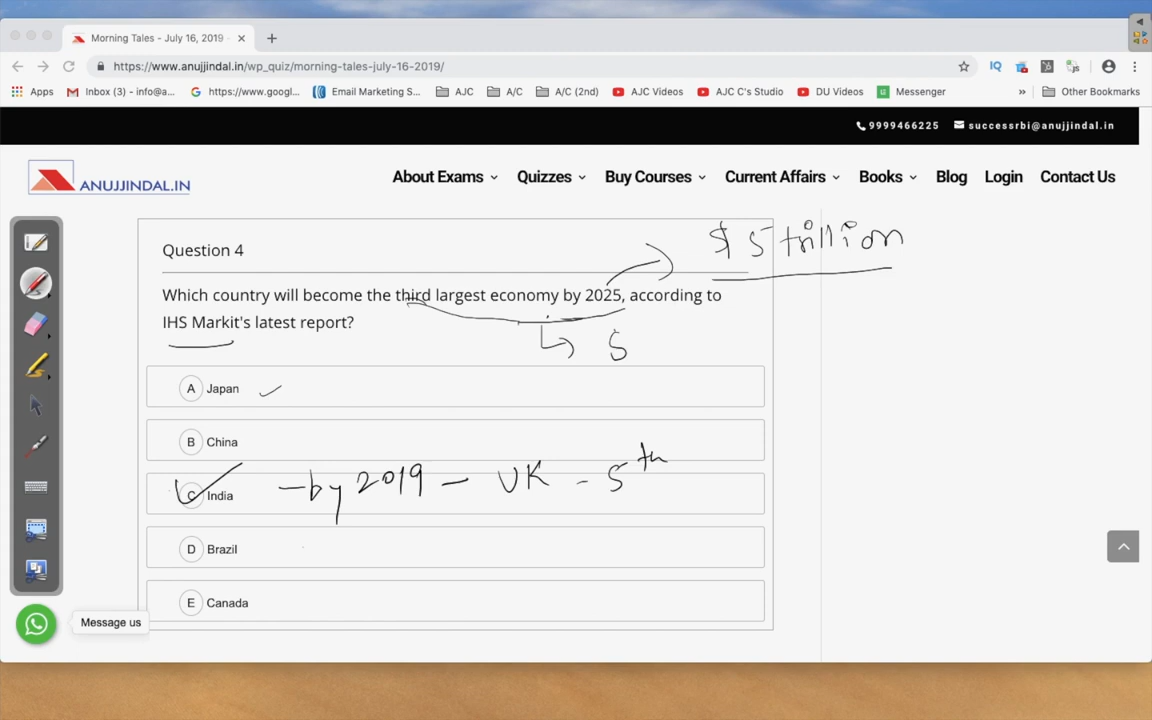 Morning Tales - July 16, 2019 -
https://www.anujjindal.in/wp_quiz/morning-tales-july-16-2019/
IQ
Apps Inbox (3) - info@a... https://www.googl... Email Marketing S... AJC A/C A/C (2nd) AJC Videos AJC C's Studio DU Videos Messenger » Other Bookmarks
9999466225 successrbi@anujjindal.in
ANUJJINDAL.IN About Exams Quizzes Buy Courses Current Affairs Books Blog Login Contact Us
$ 5 trillion
Question 4
Which country will become the third largest economy by 2025, according to
IHS Markit's latest report?
5
A Japan
B China
C India - by 2019 - UK - 5th
D Brazil
E Canada
Message us